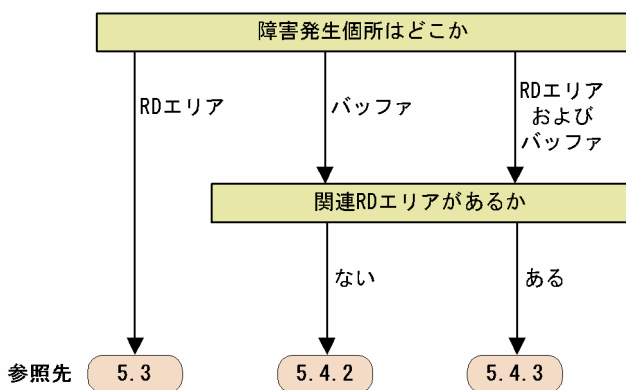 障害発生個所はどこか
RDエリア
バッファ
RDエリア
および
バッファ
関連RDエリアがあるか
ない
ある
参照先
5.3
5.4.2
5.4.3